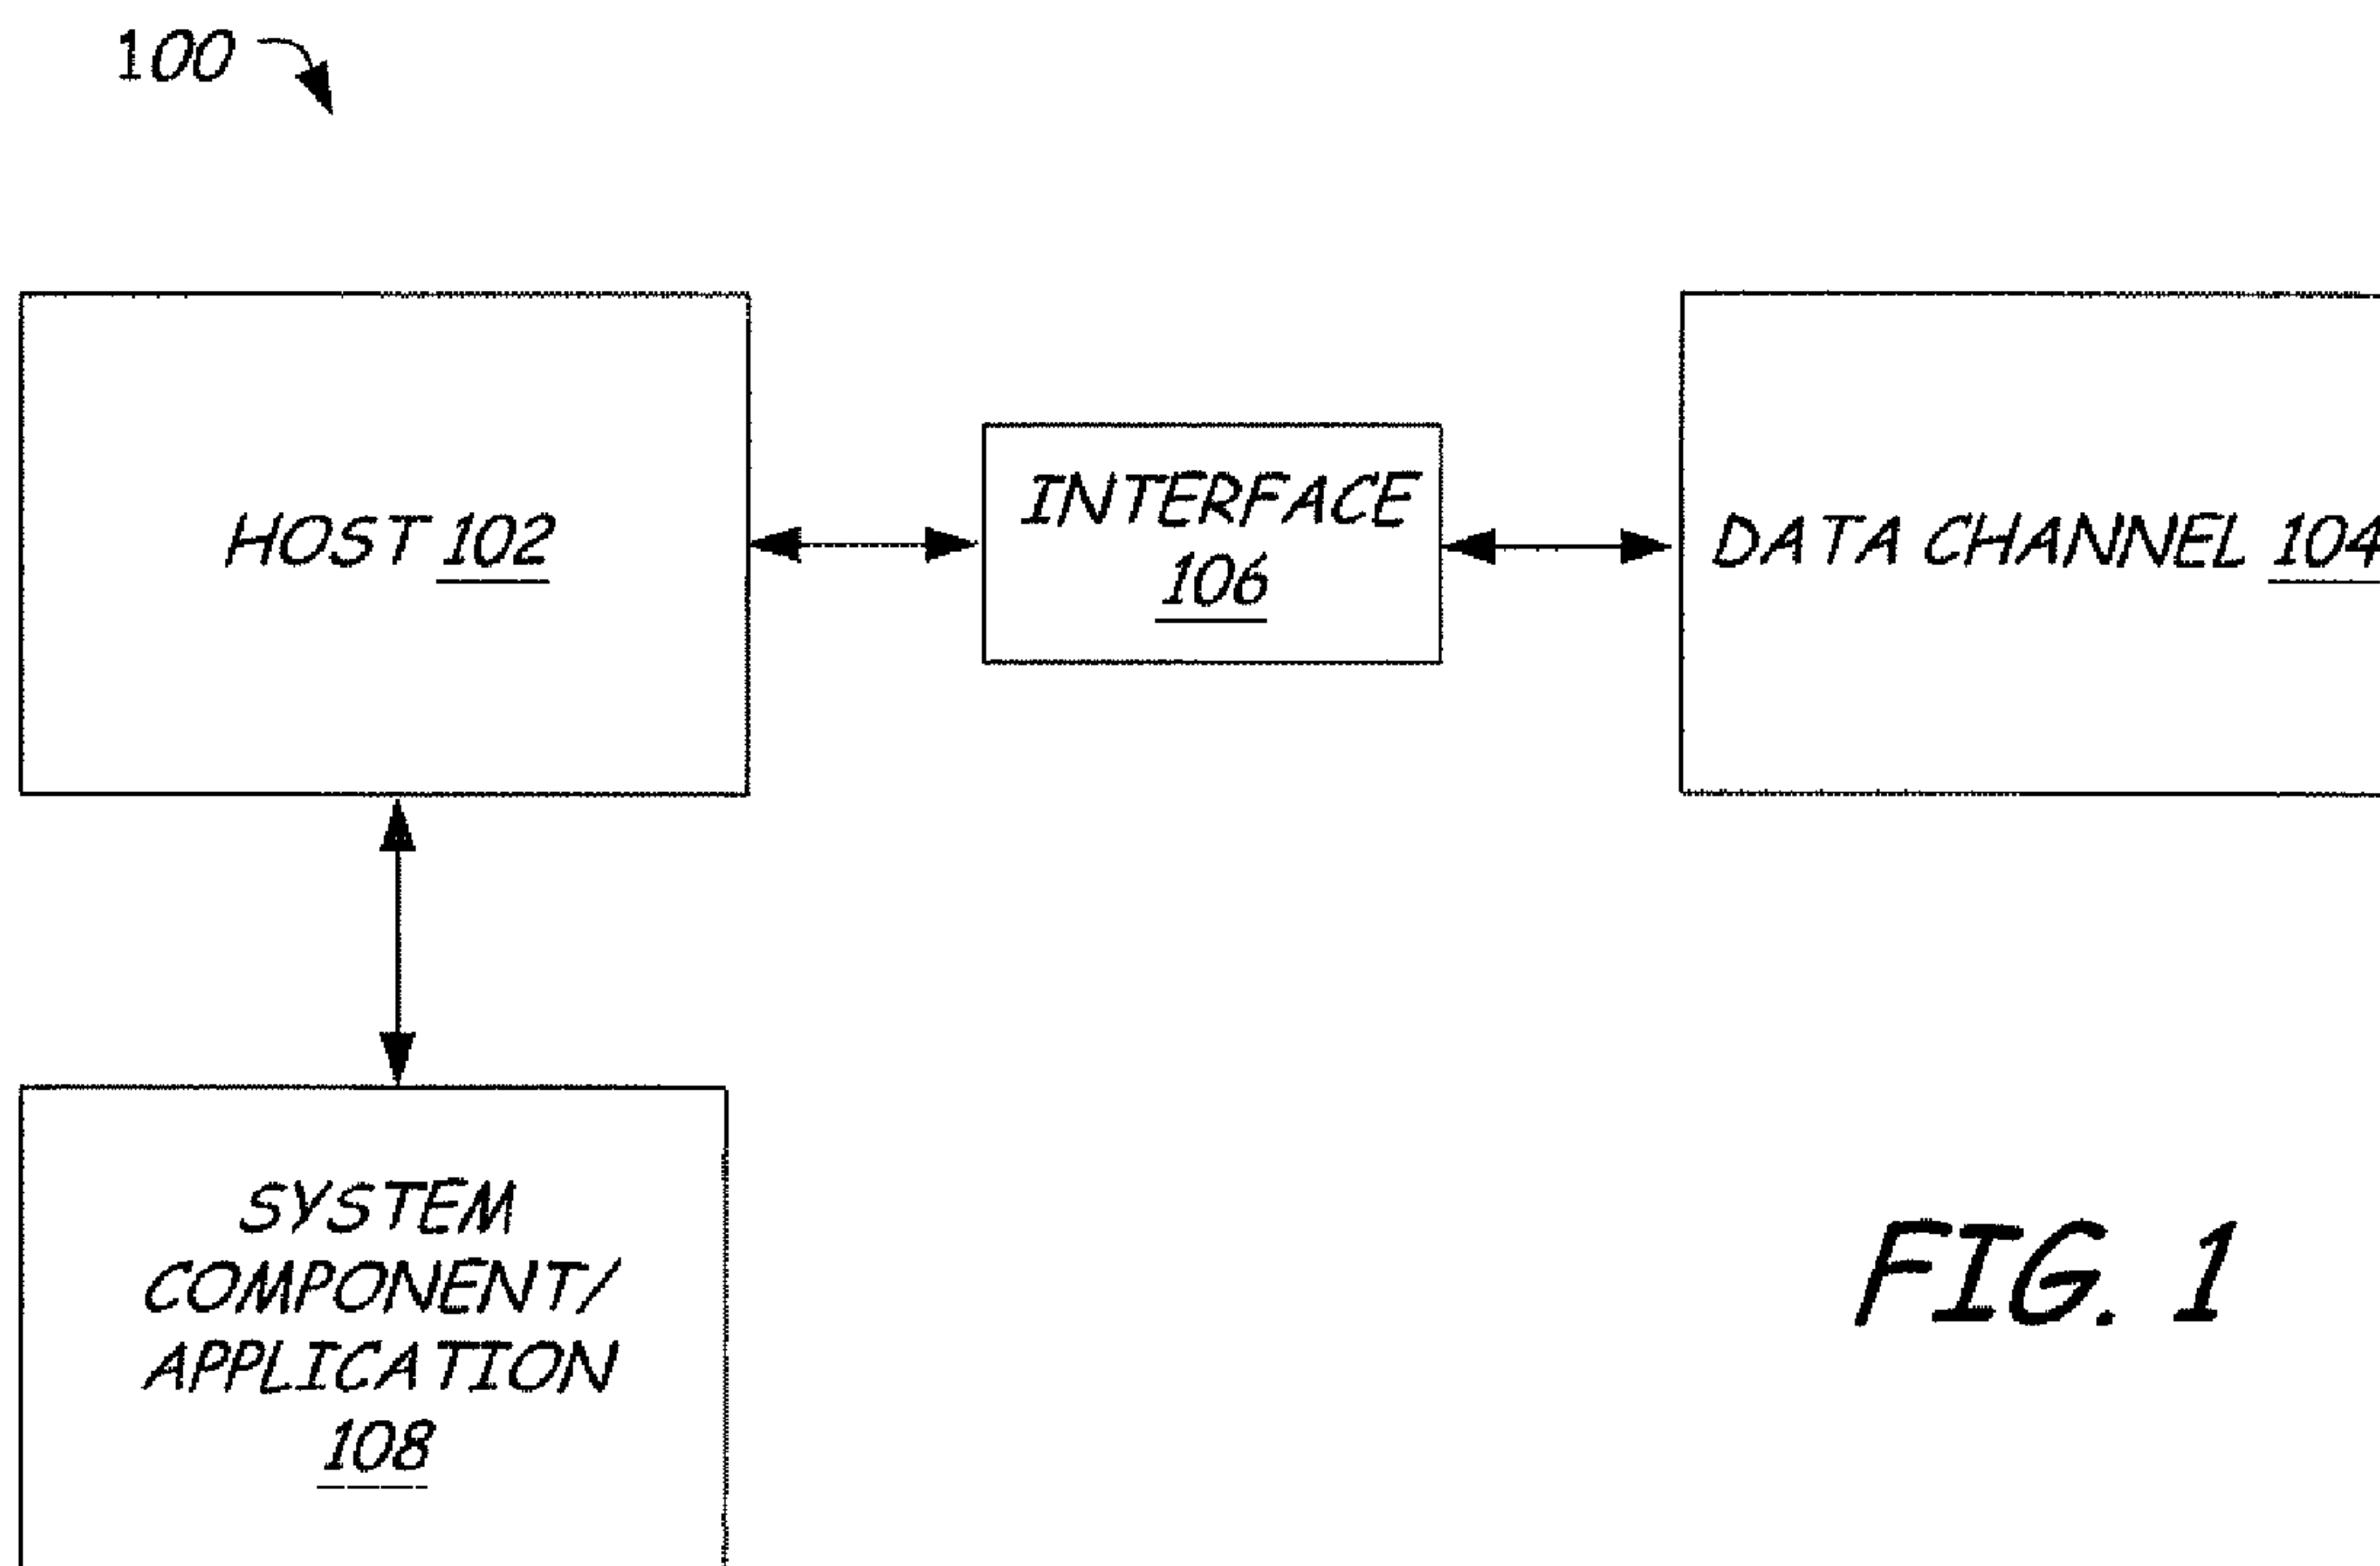 100
HOST 102
INTERFACE
106
DATA CHANNEL 104
SYSTEM
COMPONENT/
APPLICATION
108
FIG. 1